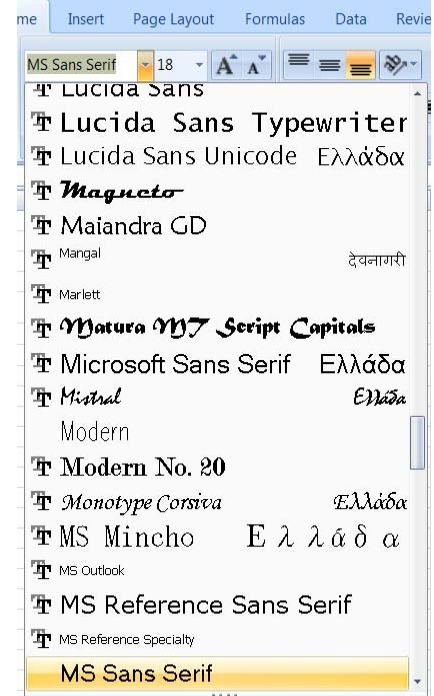 me Insert Page Layout Formulas Data Revie
MS Sans Serif 18 A A
Lucida Sans
Lucida Sans Typewriter
Lucida Sans Unicode Ελλάδα
Magneto
Maiandra GD
Mangal देवनागरी
Marlett
Matura MT Script Capitals
Microsoft Sans Serif Ελλάδα
Mistral Ελλάδα
Modern
Modern No. 20
Monotype Corsiva Ελλάδα
MS Mincho Ελλάδα
MS Outlook
MS Reference Sans Serif
MS Reference Specialty
MS Sans Serif